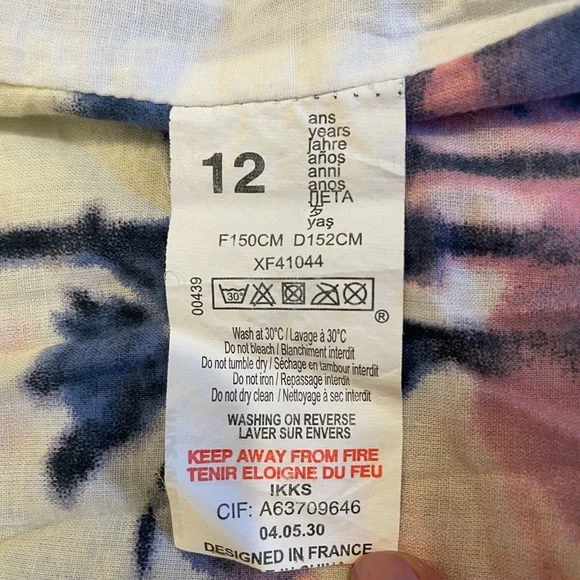 12
ans
years
Jahre
años
anni
anos
ΠETA
岁
yaş
F150CM D152CM
XF41044
00439
30°
®
Wash at 30°C / Lavage à 30°C
Do not bleach / Blanchiment interdit
Do not tumble dry / Séchage en tambour interdit
Do not iron / Repassage interdit
Do not dry clean / Nettoyage à sec interdit
WASHING ON REVERSE
LAVER SUR ENVERS
KEEP AWAY FROM FIRE
TENIR ELOIGNE DU FEU
IKKS
CIF: A63709646
04.05.30
DESIGNED IN FRANCE